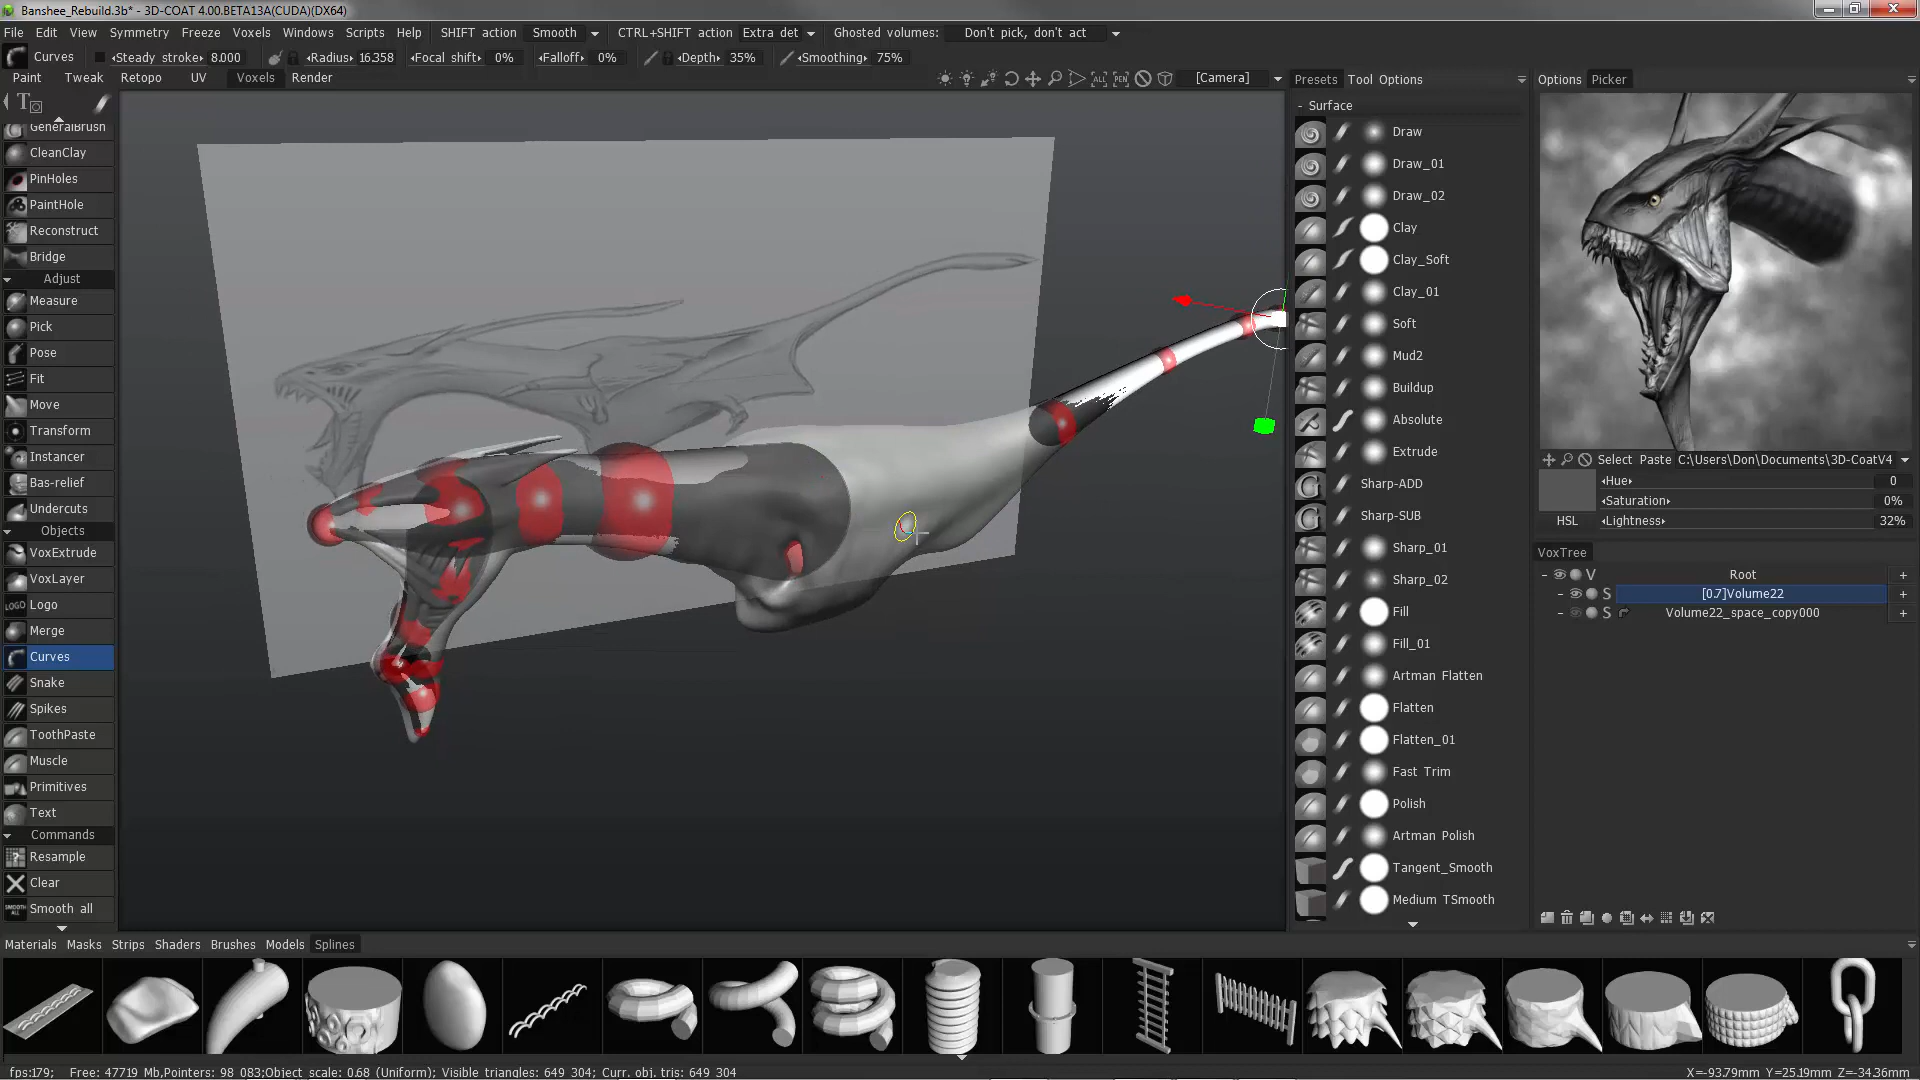 Banshee_Rebuild.3b* - 3D-COAT 4.00.BETA13A(CUDA)(DX64)
File Edit View Symmetry Freeze Voxels Windows Scripts Help SHIFT action Smooth CTRL+SHIFT action Extra det Ghosted volumes: Don't pick, don't act
Curves Steady stroke 8.000 Radius 16.358 Focal shift 0% Falloff 0% Depth 35% Smoothing 75%
Paint Tweak Retopo UV Voxels Render [Camera]
GeneralBrush
CleanClay
PinHoles
PaintHole
Reconstruct
Bridge
Adjust
Measure
Pick
Pose
Fit
Move
Transform
Instancer
Bas-relief
Undercuts
Objects
VoxExtrude
VoxLayer
LOGO Logo
Merge
Curves
Snake
Spikes
ToothPaste
Muscle
Primitives
Text
Commands
Resample
Clear
SMOOTH ALL Smooth all
Presets Tool Options
- Surface
Draw
Draw_01
Draw_02
Clay
Clay_Soft
Clay_01
Soft
Mud2
Buildup
Absolute
Extrude
Sharp-ADD
Sharp-SUB
Sharp_01
Sharp_02
Fill
Fill_01
Artman Flatten
Flatten
Flatten_01
Fast Trim
Polish
Artman Polish
Tangent_Smooth
Medium TSmooth
Options Picker
Select Paste C:\Users\Don\Documents\3D-CoatV4
Hue 0
Saturation 0%
HSL Lightness 32%
VoxTree
V Root +
S [0.7]Volume22 +
S Volume22_space_copy000 +
Materials Masks Strips Shaders Brushes Models Splines
fps:179; Free: 47719 Mb,Pointers: 98 083;Object scale: 0.68 (Uniform); Visible triangles: 649 304; Curr. obj. tris: 649 304 X=-93.79mm Y=25.19mm Z=-34.36mm